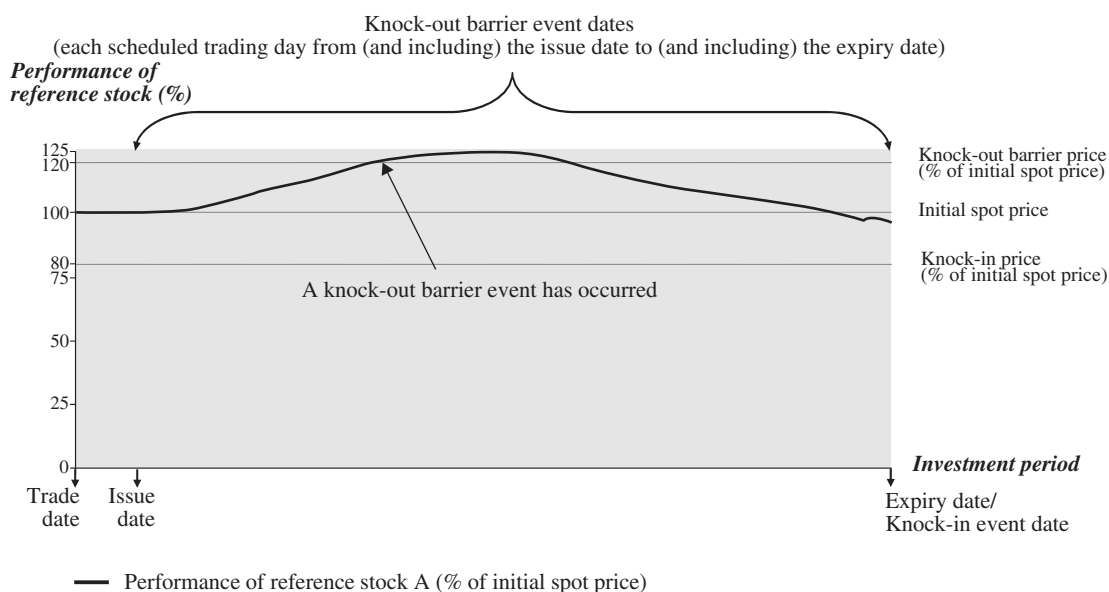 Knock-out barrier event dates
(each scheduled trading day from (and including) the issue date to (and including) the expiry date)
Performance of
reference stock (%)
125
120
100
80
75
50
25
0
Knock-out barrier price
(% of initial spot price)
Initial spot price
Knock-in price
(% of initial spot price)
A knock-out barrier event has occurred
Investment period
Trade
date
Issue
date
Expiry date/
Knock-in event date
Performance of reference stock A (% of initial spot price)